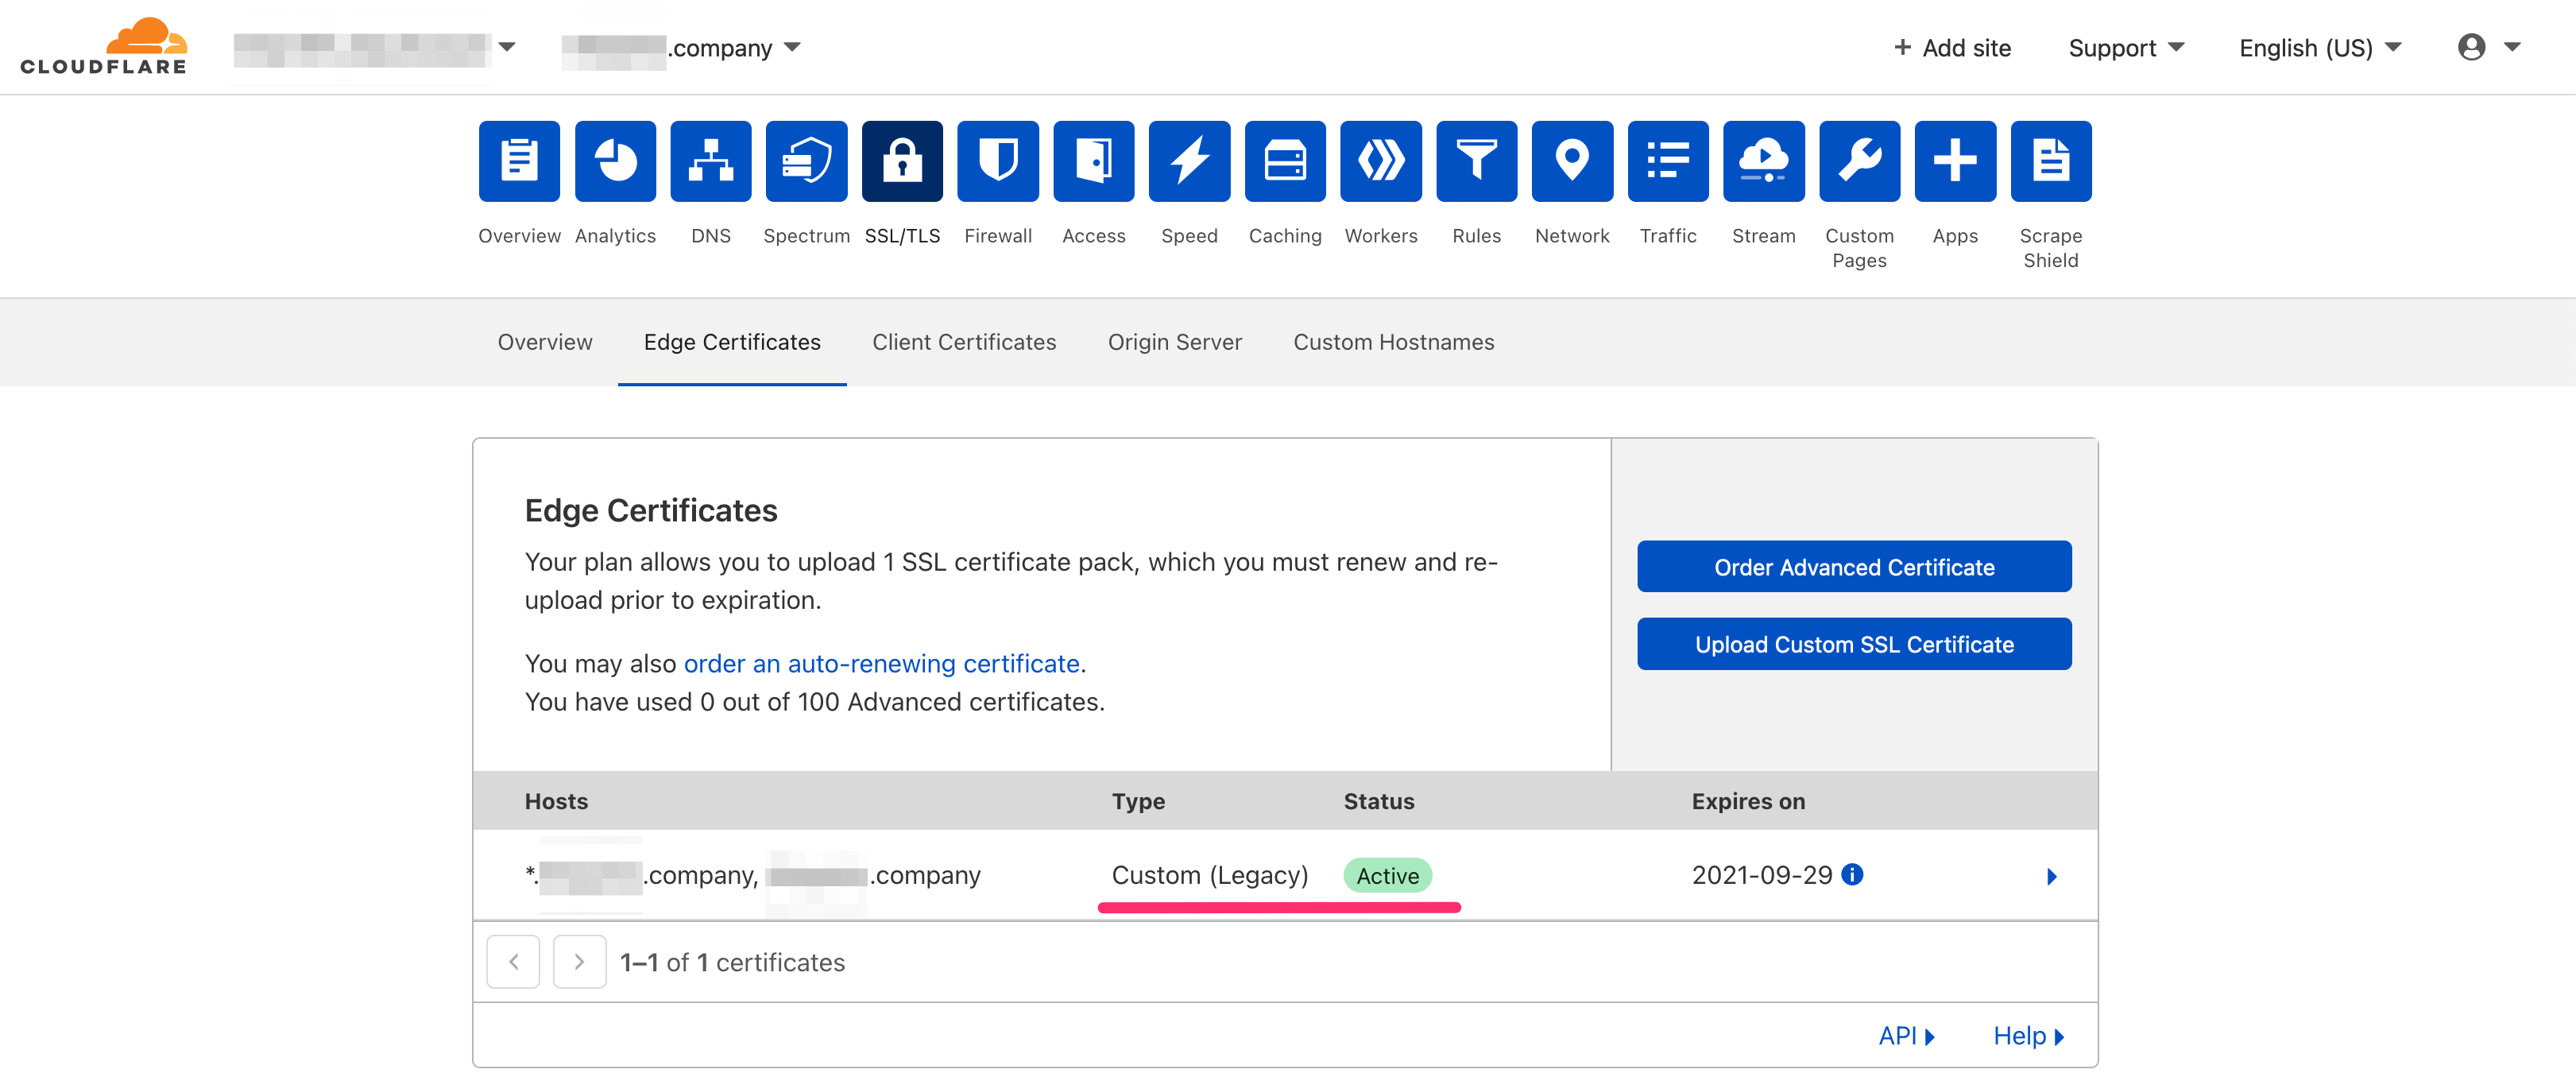 CLOUDFLARE
.company
+ Add site
Support
English (US)
Overview
Analytics
DNS
Spectrum
SSL/TLS
Firewall
Access
Speed
Caching
Workers
Rules
Network
Traffic
Stream
Custom
Pages
Apps
Scrape
Shield
Overview
Edge Certificates
Client Certificates
Origin Server
Custom Hostnames
Edge Certificates
Your plan allows you to upload 1 SSL certificate pack, which you must renew and re-
upload prior to expiration.
You may also order an auto-renewing certificate.
You have used 0 out of 100 Advanced certificates.
Order Advanced Certificate
Upload Custom SSL Certificate
Hosts Type Status Expires on
*. .company, .company Custom (Legacy) Active 2021-09-29
1–1 of 1 certificates
API Help